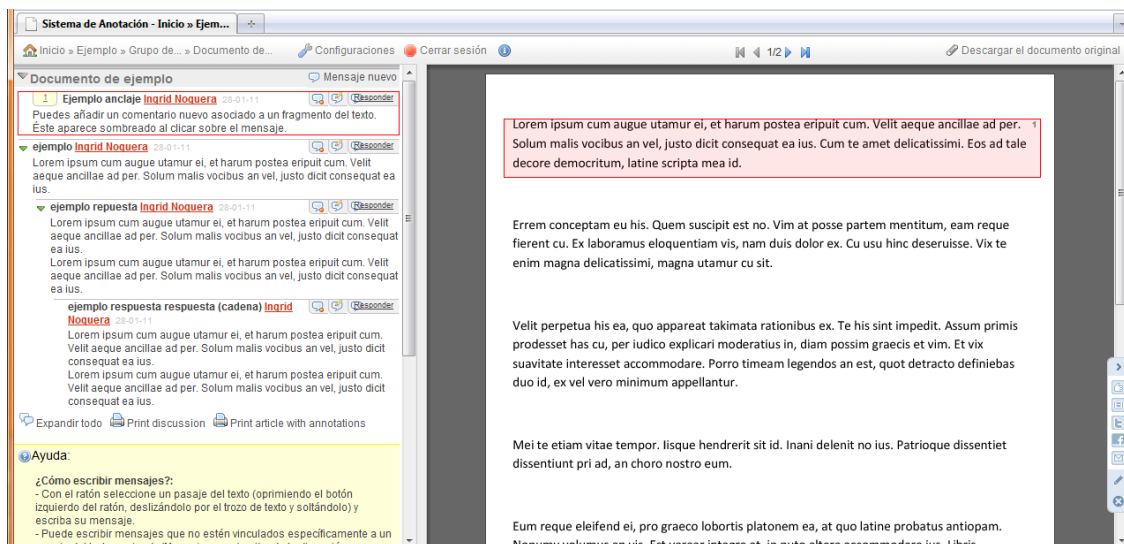 Sistema de Anotación - Inicio » Ejem...
Inicio » Ejemplo » Grupo de... » Documento de...
Configuraciones
Cerrar sesión
1/2
Descargar el documento original
Documento de ejemplo
Mensaje nuevo
1 Ejemplo anclaje Ingrid Noguera 28-01-11 Responder
Puedes añadir un comentario nuevo asociado a un fragmento del texto.
Éste aparece sombreado al clicar sobre el mensaje.
ejemplo Ingrid Noguera 28-01-11 Responder
Lorem ipsum cum augue utamur ei, et harum postea eripuit cum. Velit
aeque ancillae ad per. Solum malis vocibus an vel, justo dicit consequat ea
ius.
ejemplo repuesta Ingrid Noguera 28-01-11 Responder
Lorem ipsum cum augue utamur ei, et harum postea eripuit cum. Velit
aeque ancillae ad per. Solum malis vocibus an vel, justo dicit consequat
ea ius.
Lorem ipsum cum augue utamur ei, et harum postea eripuit cum. Velit
aeque ancillae ad per. Solum malis vocibus an vel, justo dicit consequat
ea ius.
ejemplo respuesta respuesta (cadena) Ingrid Responder
Noguera 28-01-11
Lorem ipsum cum augue utamur ei, et harum postea eripuit cum.
Velit aeque ancillae ad per. Solum malis vocibus an vel, justo dicit
consequat ea ius.
Lorem ipsum cum augue utamur ei, et harum postea eripuit cum.
Velit aeque ancillae ad per. Solum malis vocibus an vel, justo dicit
consequat ea ius.
Expandir todo Print discussion Print article with annotations
Ayuda:
¿Cómo escribir mensajes?:
- Con el ratón seleccione un pasaje del texto (oprimiendo el botón
izquierdo del ratón, deslizándolo por el trozo de texto y soltándolo) y
escriba su mensaje.
- Puede escribir mensajes que no estén vinculados específicamente a un
Lorem ipsum cum augue utamur ei, et harum postea eripuit cum. Velit aeque ancillae ad per. 1
Solum malis vocibus an vel, justo dicit consequat ea ius. Cum te amet delicatissimi. Eos ad tale
decore democritum, latine scripta mea id.
Errem conceptam eu his. Quem suscipit est no. Vim at posse partem mentitum, eam reque
fierent cu. Ex laboramus eloquentiam vis, nam duis dolor ex. Cu usu hinc deseruisse. Vix te
enim magna delicatissimi, magna utamur cu sit.
Velit perpetua his ea, quo appareat takimata rationibus ex. Te his sint impedit. Assum primis
prodesset has cu, per iudico explicari moderatius in, diam possim graecis et vim. Et vix
suavitate interesset accommodare. Porro timeam legendos an est, quot detracto definiebas
duo id, ex vel vero minimum appellantur.
Mei te etiam vitae tempor. Iisque hendrerit sit id. Inani delenit no ius. Patrioque dissentiet
dissentiunt pri ad, an choro nostro eum.
Eum reque eleifend ei, pro graeco lobortis platonem ea, at quo latine probatus antiopam.